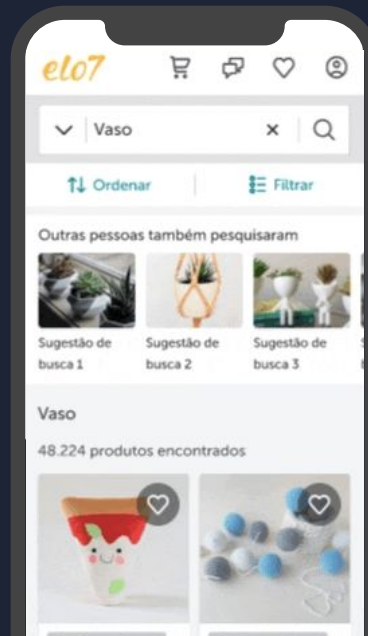 elo7
Vaso
Ordenar
Filtrar
Outras pessoas também pesquisaram
Sugestão de
busca 1
Sugestão de
busca 2
Sugestão de
busca 3
Vaso
48.224 produtos encontrados